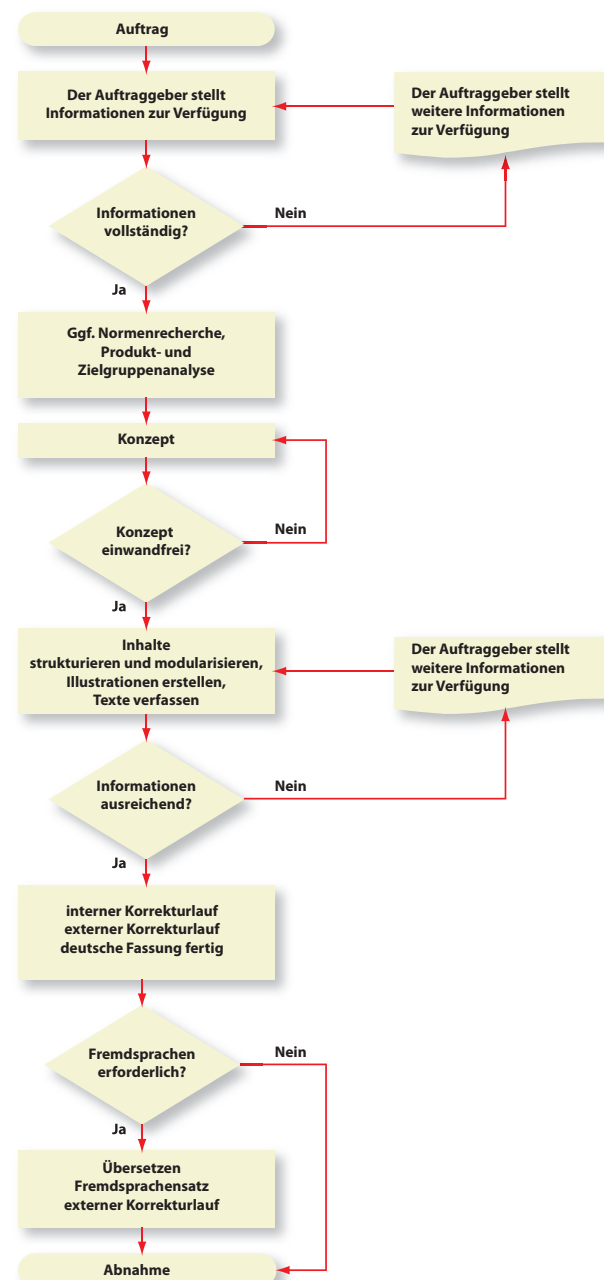 Auftrag
Der Auftraggeber stellt
Informationen zur Verfügung
Der Auftraggeber stellt
weitere Informationen
zur Verfügung
Informationen
vollständig?
Nein
Ja
Ggf. Normenrecherche,
Produkt- und
Zielgruppenanalyse
Konzept
Konzept
einwandfrei?
Nein
Ja
Inhalte
strukturieren und modularisieren,
Illustrationen erstellen,
Texte verfassen
Der Auftraggeber stellt
weitere Informationen
zur Verfügung
Informationen
ausreichend?
Nein
Ja
interner Korrekturlauf
externer Korrekturlauf
deutsche Fassung fertig
Fremdsprachen
erforderlich?
Nein
Ja
Übersetzen
Fremdsprachensatz
externer Korrekturlauf
Abnahme